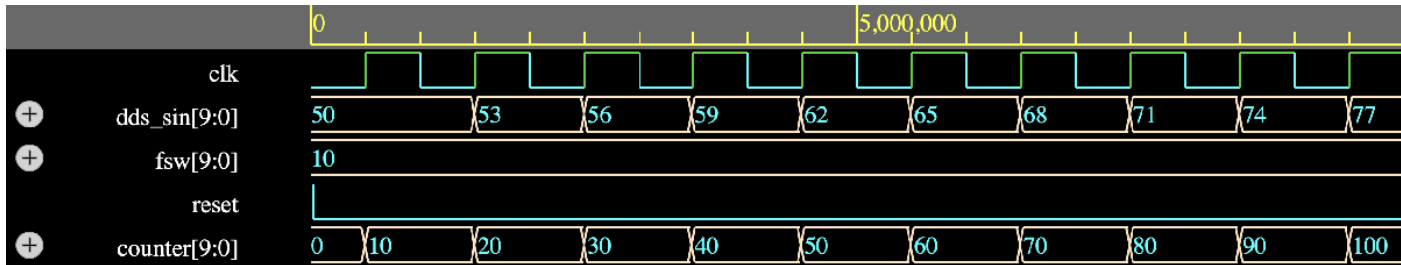 0 5,000,000
clk
+ dds_sin[9:0] 50 53 56 59 62 65 68 71 74 77
+ fsw[9:0] 10
reset
+ counter[9:0] 0 10 20 30 40 50 60 70 80 90 100